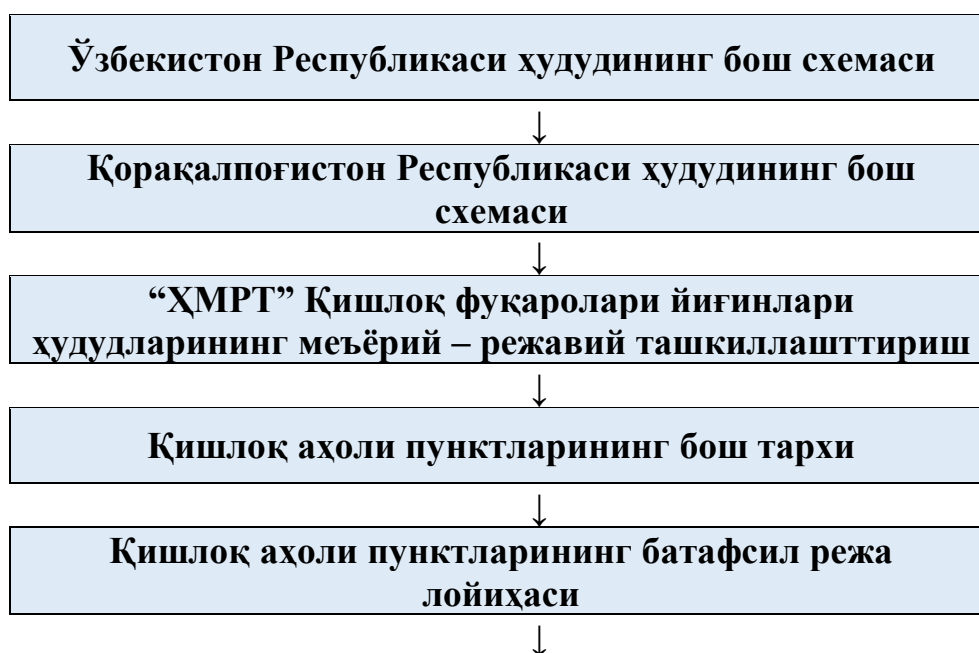 Ўзбекистон Республикаси ҳудудининг бош схемаси
↓
Қорақалпоғистон Республикаси ҳудудининг бош
схемаси
↓
“ҲМРТ” Қишлоқ фуқаролари йиғинлари
ҳудудларининг меъёрий – режавий ташкиллашттириш
↓
Қишлоқ аҳоли пунктларининг бош тархи
↓
Қишлоқ аҳоли пунктларининг батафсил режа
лойиҳаси
↓